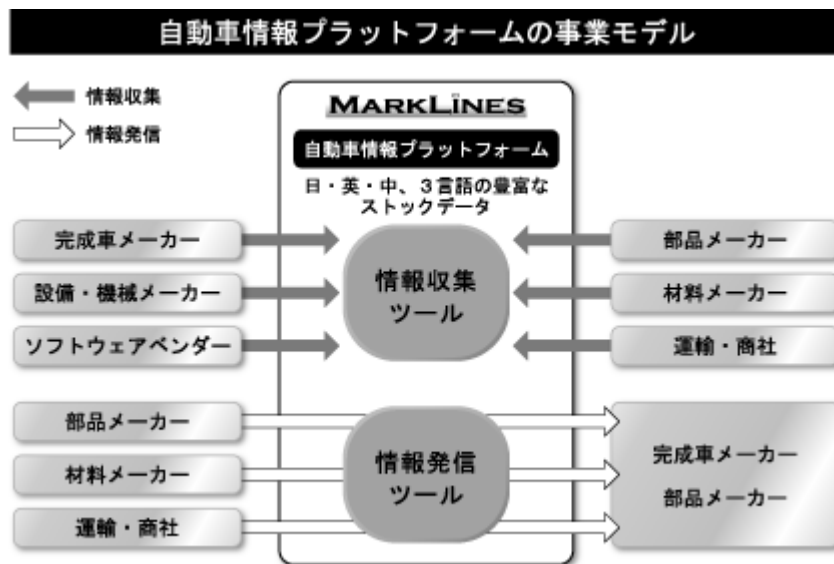 自動車情報プラットフォームの事業モデル
情報収集
情報発信
MARKLINES
自動車情報プラットフォーム
日・英・中、3言語の豊富な
ストックデータ
完成車メーカー
設備・機械メーカー
ソフトウェアベンダー
情報収集
ツール
部品メーカー
材料メーカー
運輸・商社
部品メーカー
材料メーカー
運輸・商社
情報発信
ツール
完成車メーカー
部品メーカー